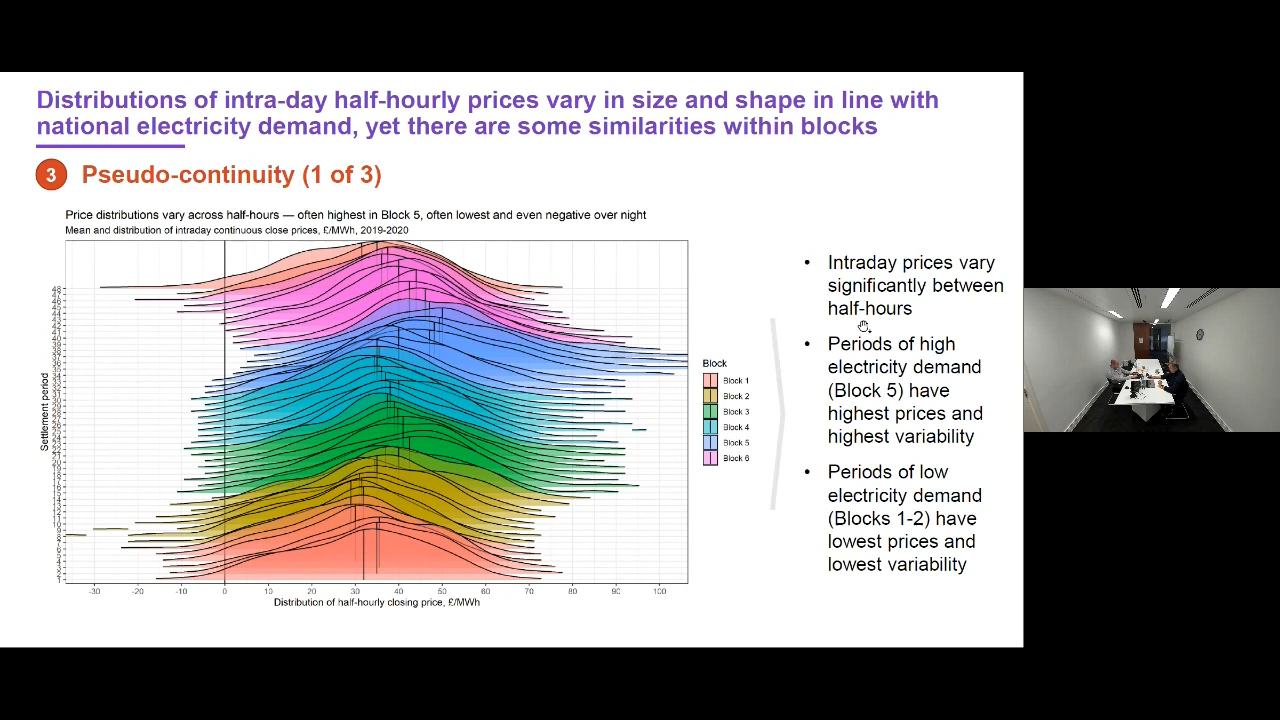 Distributions of intra-day half-hourly prices vary in size and shape in line with
national electricity demand, yet there are some similarities within blocks
3 Pseudo-continuity (1 of 3)
Price distributions vary across half-hours — often highest in Block 5, often lowest and even negative over night
Mean and distribution of intraday continuous close prices, £/MWh, 2019-2020
Settlement period
-30 -20 -10 0 10 20 30 40 50 60 70 80 90 100
Distribution of half-hourly closing price, £/MWh
Block
Block 1
Block 2
Block 3
Block 4
Block 5
Block 6
• Intraday prices vary
significantly between
half-hours
• Periods of high
electricity demand
(Block 5) have
highest prices and
highest variability
• Periods of low
electricity demand
(Blocks 1-2) have
lowest prices and
lowest variability